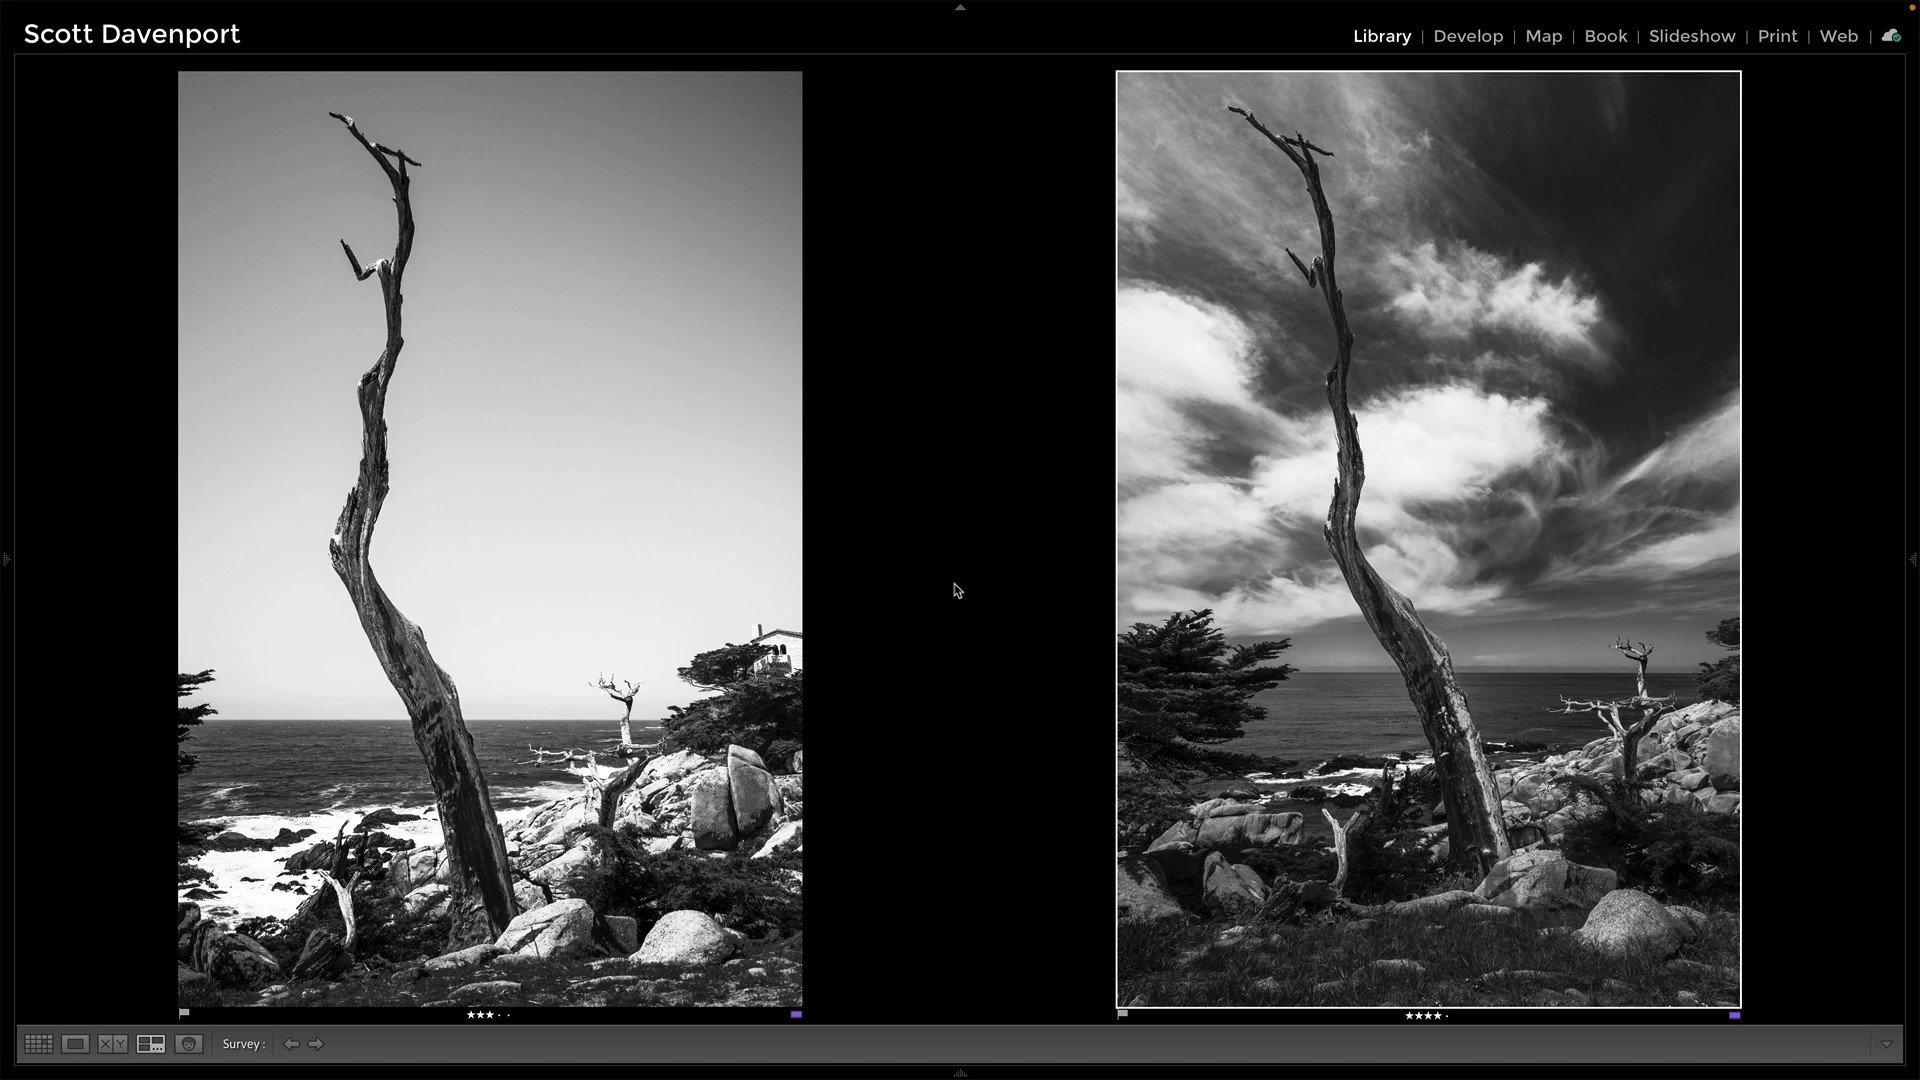 Scott Davenport
Library | Develop | Map | Book | Slideshow | Print | Web |
X Y
Survey :